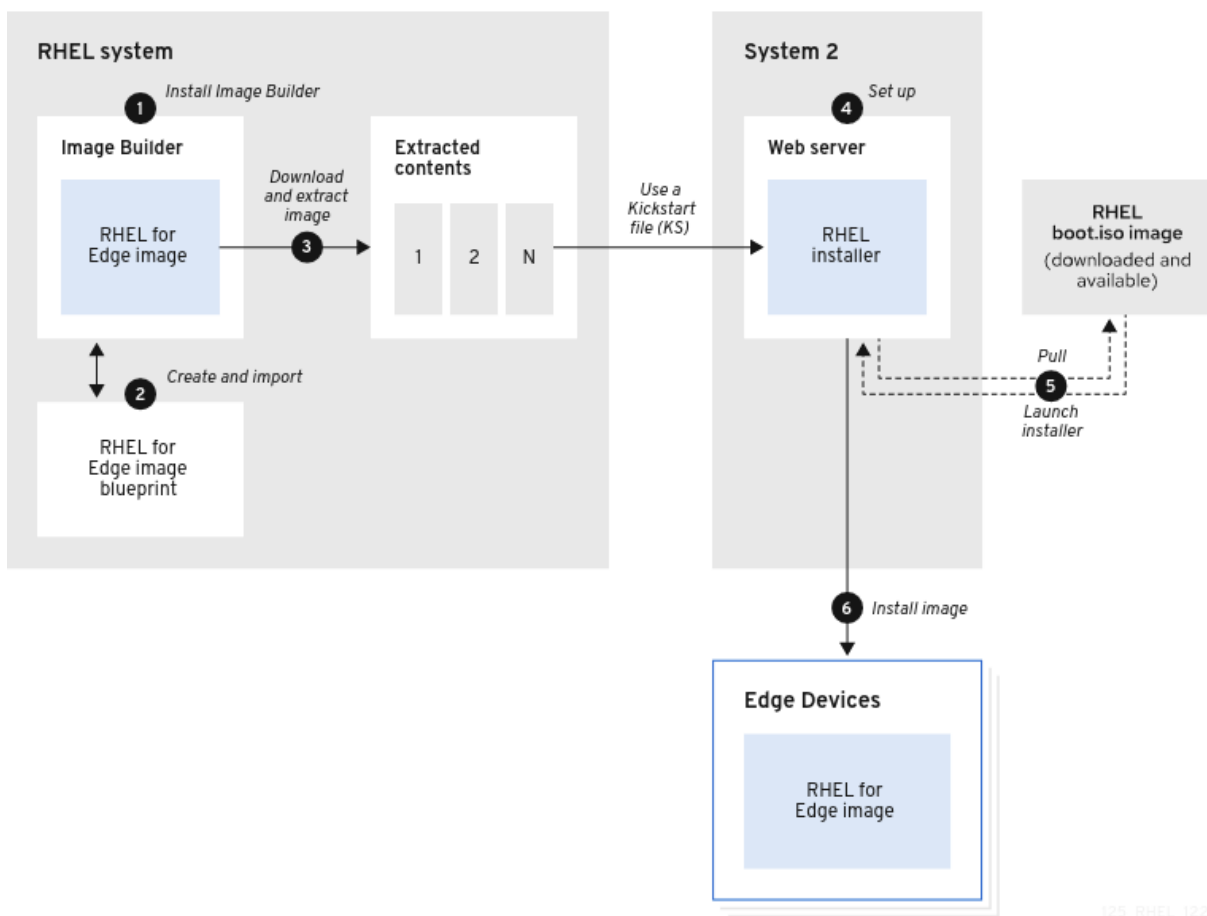 RHEL system
1
Install Image Builder
Image Builder
RHEL for
Edge image
Download
and extract
image
3
Extracted
contents
1 2 N
2
Create and import
RHEL for
Edge image
blueprint
Use a
Kickstart
file (KS)
System 2
4
Set up
Web server
RHEL
installer
RHEL
boot.iso image
(downloaded and
available)
Pull
5
Launch
installer
6
Install image
Edge Devices
RHEL for
Edge image